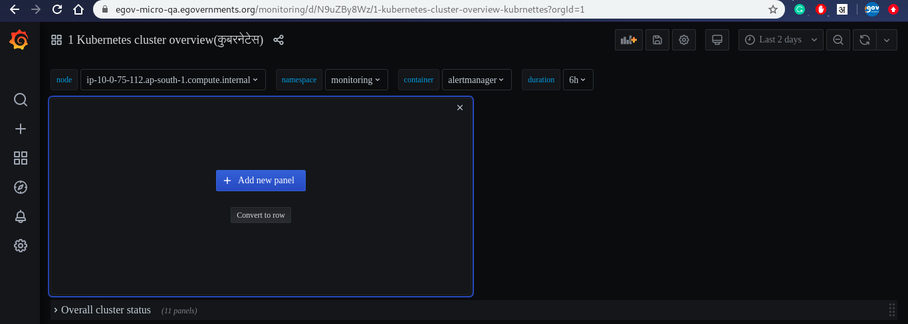 egov-micro-qa.egovernments.org/monitoring/d/N9uZBy8Wz/1-kubernetes-cluster-overview-kubrnettes?orgId=1
1 Kubernetes cluster overview(कुबरनेटेस)
Last 2 days
node ip-10-0-75-112.ap-south-1.compute.internal namespace monitoring container alertmanager duration 6h
Add new panel
Convert to row
Overall cluster status (11 panels)